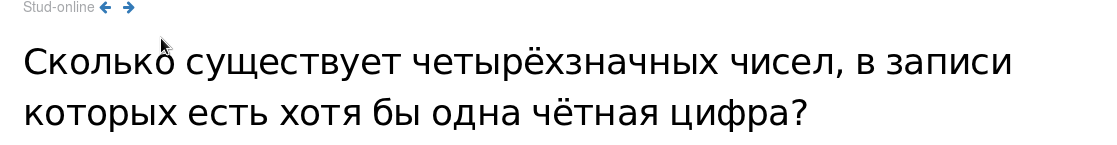 Stud-online
Сколько существует четырёхзначных чисел, в записи
которых есть хотя бы одна чётная цифра?